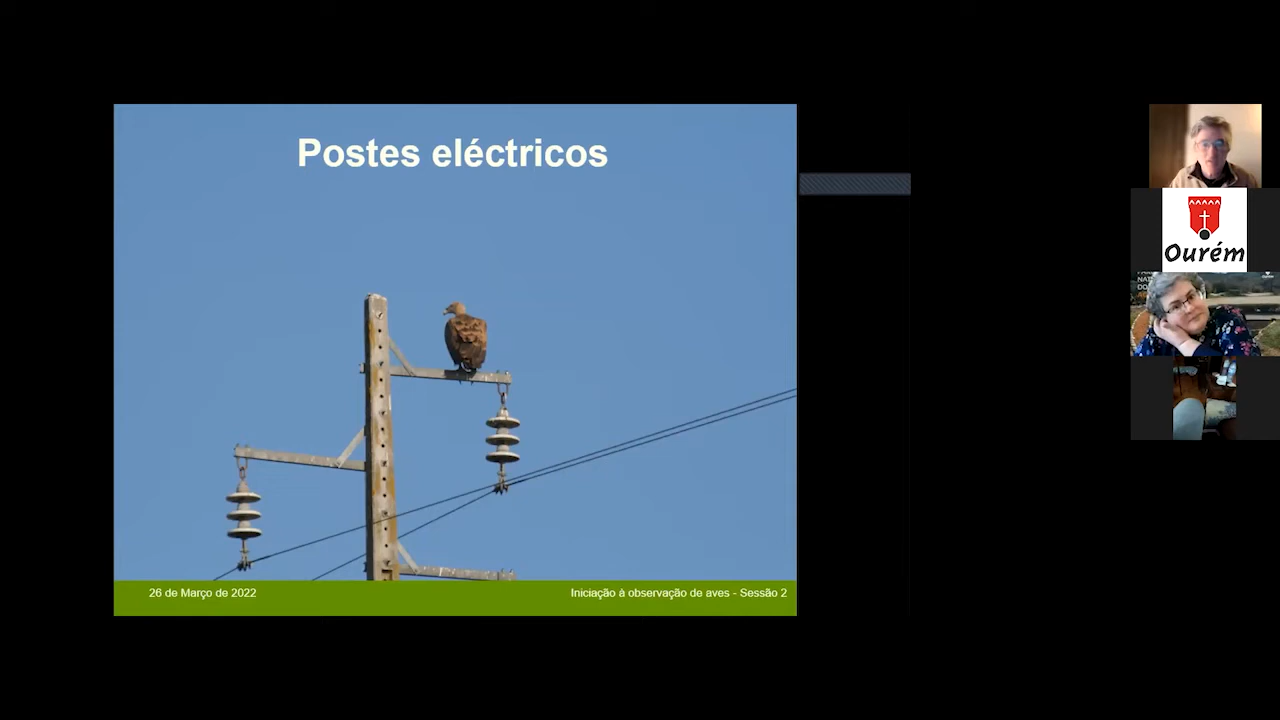 Postes eléctricos
26 de Março de 2022
Iniciação à observação de aves - Sessão 2
Ourém